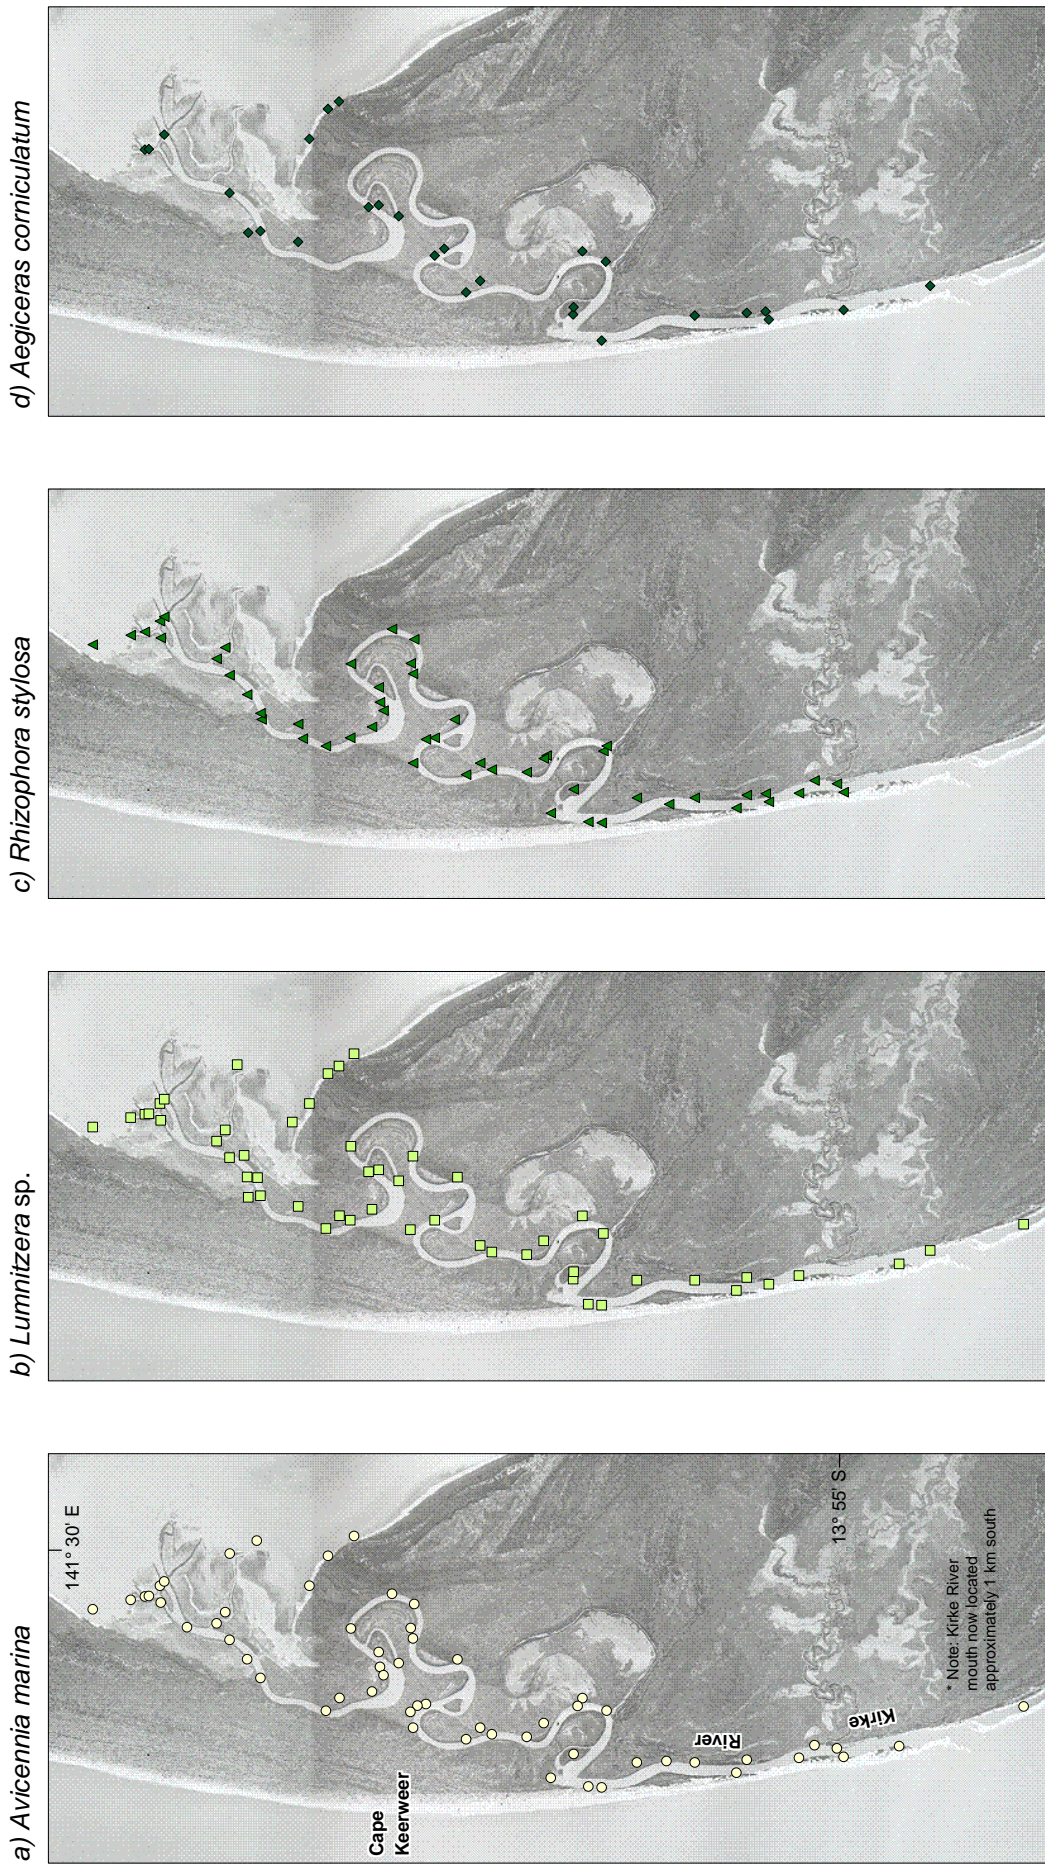 a) Avicennia marina
b) Lumnitzera sp.
c) Rhizophora stylosa
d) Aegiceras corniculatum
141° 30' E
13° 55' S
Cape
Keerweer
River
Kirke
* Note: Kirke River
mouth now located
approximately 1 km south